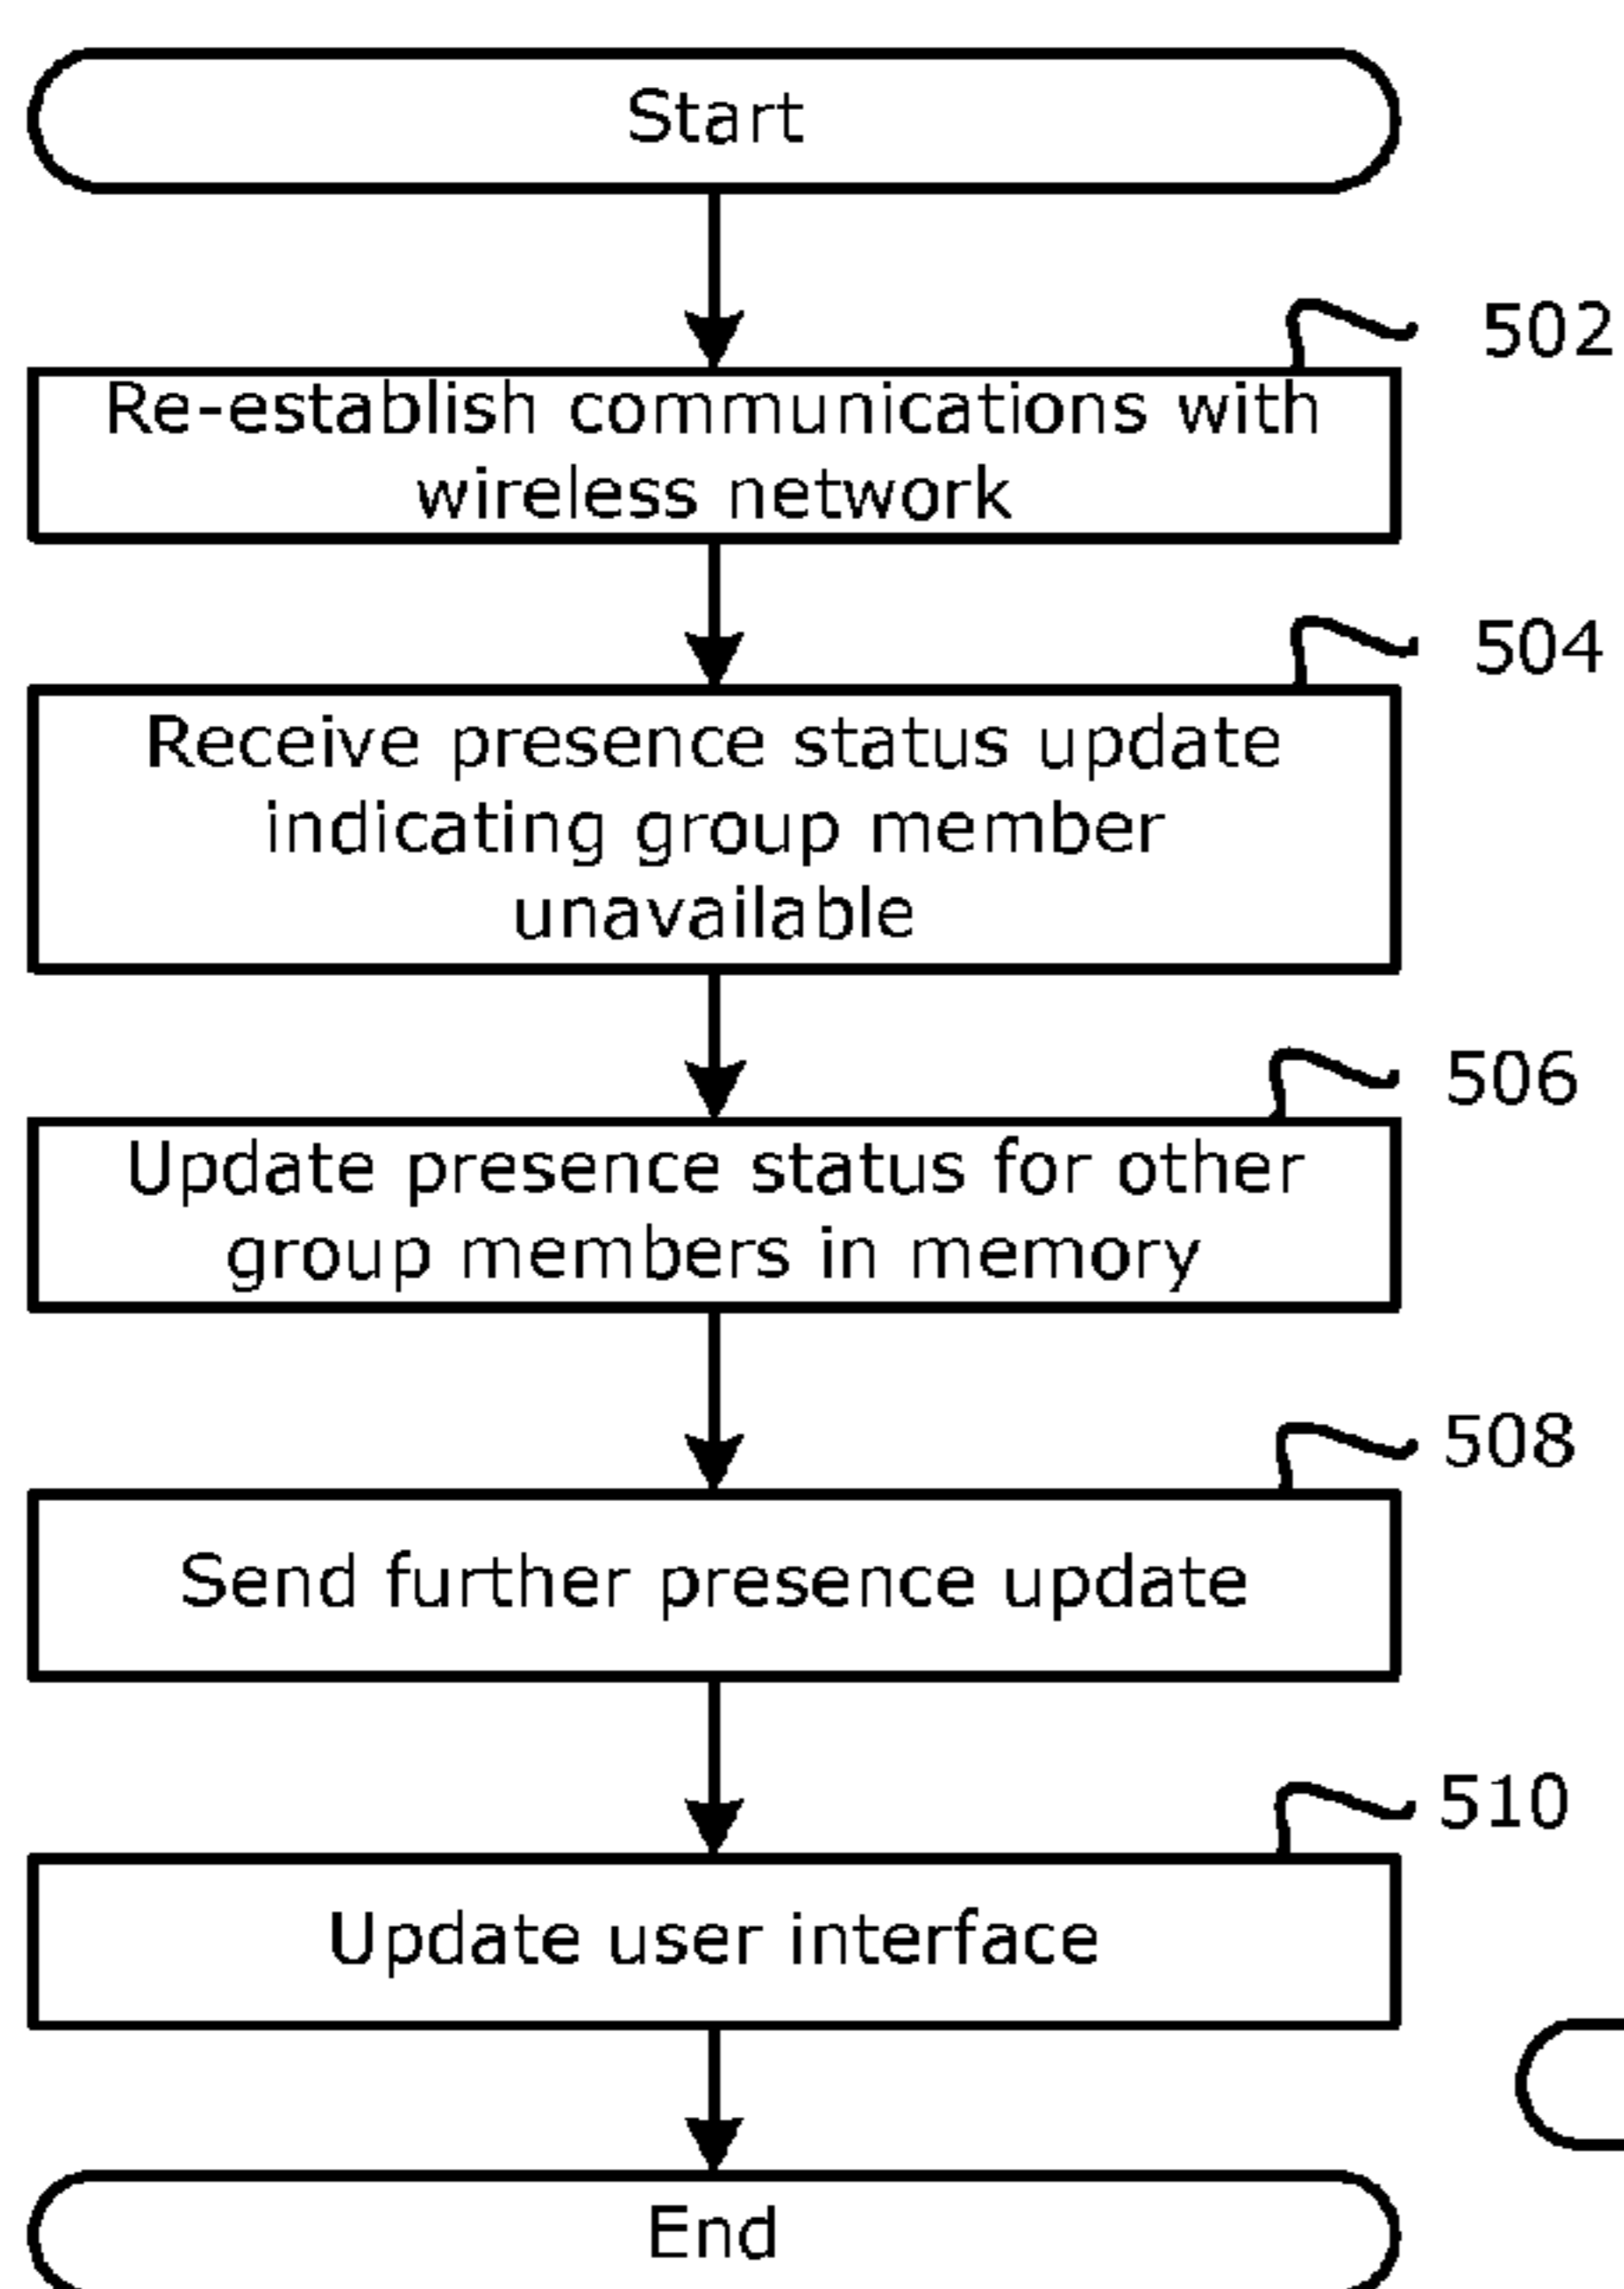 Start
502
Re-establish communications with
wireless network
504
Receive presence status update
indicating group member
unavailable
506
Update presence status for other
group members in memory
508
Send further presence update
510
Update user interface
End